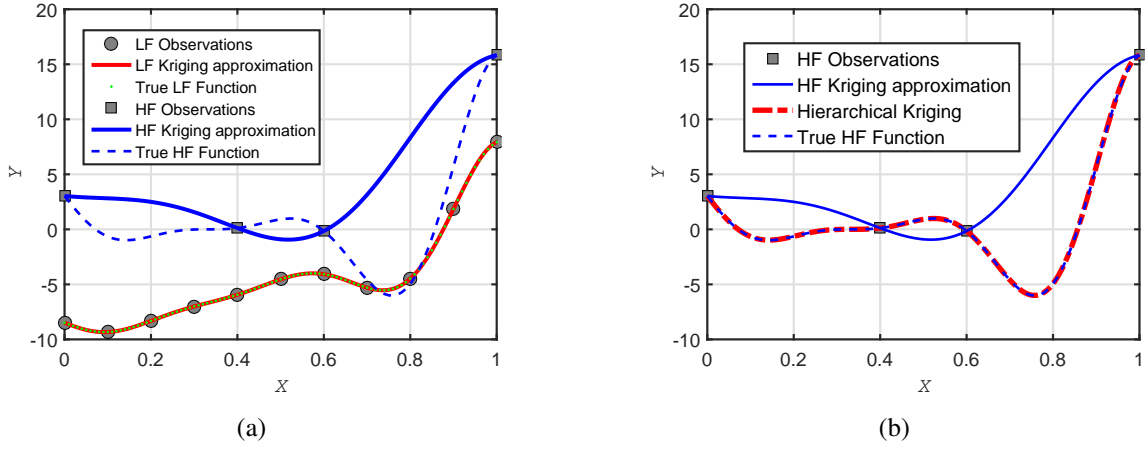 20
15
10
5
0
-5
-10
Y
LF Observations
LF Kriging approximation
True LF Function
HF Observations
HF Kriging approximation
True HF Function
0 0.2 0.4 0.6 0.8 1
X
(a)
20
15
10
5
0
-5
-10
Y
HF Observations
HF Kriging approximation
Hierarchical Kriging
True HF Function
0 0.2 0.4 0.6 0.8 1
X
(b)